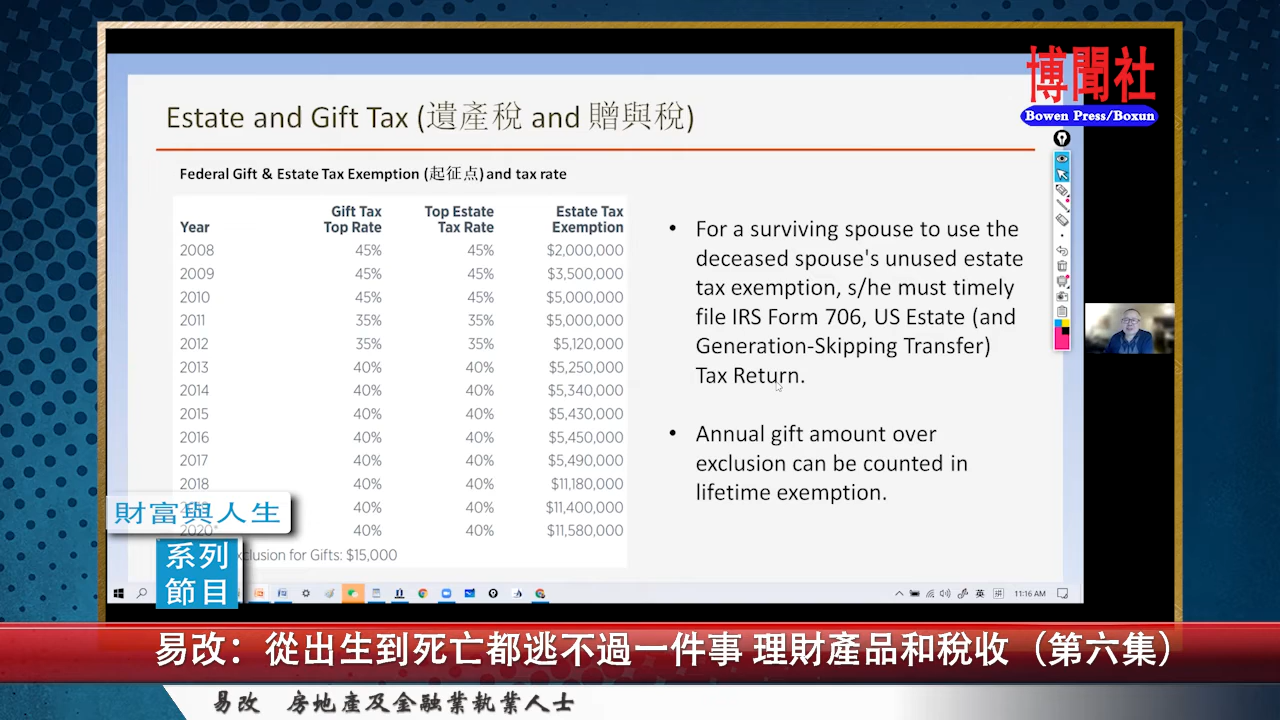 博聞社
Bowen Press/Boxun
Estate and Gift Tax (遺產稅 and 贈與稅)
Federal Gift & Estate Tax Exemption (起征点) and tax rate
Year Gift Tax Top Rate Top Estate Tax Rate Estate Tax Exemption
2008 45% 45% $2,000,000
2009 45% 45% $3,500,000
2010 45% 45% $5,000,000
2011 35% 35% $5,000,000
2012 35% 35% $5,120,000
2013 40% 40% $5,250,000
2014 40% 40% $5,340,000
2015 40% 40% $5,430,000
2016 40% 40% $5,450,000
2017 40% 40% $5,490,000
2018 40% 40% $11,180,000
40% 40% $11,400,000
2020* 40% 40% $11,580,000
for Gifts: $15,000
• For a surviving spouse to use the
deceased spouse's unused estate
tax exemption, s/he must timely
file IRS Form 706, US Estate (and
Generation-Skipping Transfer)
Tax Return.
• Annual gift amount over
exclusion can be counted in
lifetime exemption.
財富與人生
系列
節目
英
拼
11:16 AM
易改：從出生到死亡都逃不過一件事 理財產品和稅收（第六集）
易改 房地產及金融業執業人士